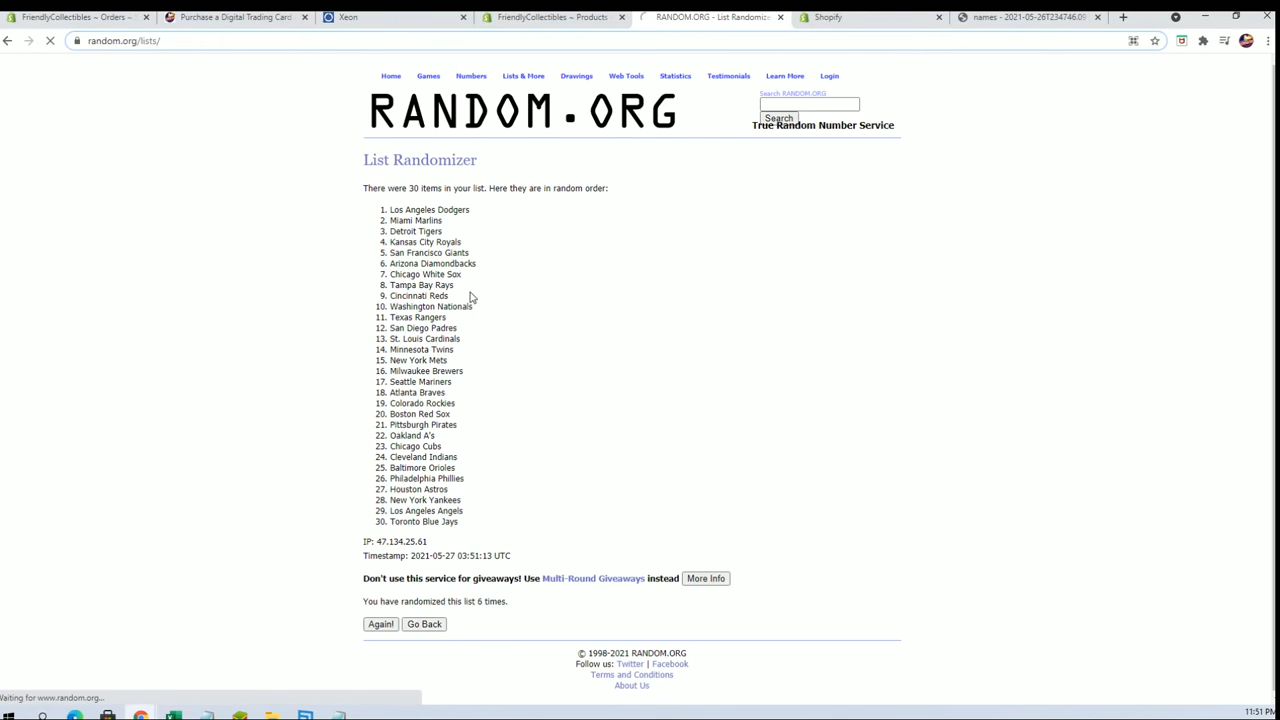 FriendlyCollectibles ~ Orders ~ S
Purchase a Digital Trading Card
Xeon
FriendlyCollectibles ~ Products
RANDOM.ORG - List Randomize
Shopify
names - 2021-05-26T234746.09
random.org/lists/
Home Games Numbers Lists & More Drawings Web Tools Statistics Testimonials Learn More Login
Search RANDOM.ORG
RANDOM.ORG
Search
True Random Number Service
List Randomizer
There were 30 items in your list. Here they are in random order:
1. Los Angeles Dodgers
2. Miami Marlins
3. Detroit Tigers
4. Kansas City Royals
5. San Francisco Giants
6. Arizona Diamondbacks
7. Chicago White Sox
8. Tampa Bay Rays
9. Cincinnati Reds
10. Washington Nationals
11. Texas Rangers
12. San Diego Padres
13. St. Louis Cardinals
14. Minnesota Twins
15. New York Mets
16. Milwaukee Brewers
17. Seattle Mariners
18. Atlanta Braves
19. Colorado Rockies
20. Boston Red Sox
21. Pittsburgh Pirates
22. Oakland A's
23. Chicago Cubs
24. Cleveland Indians
25. Baltimore Orioles
26. Philadelphia Phillies
27. Houston Astros
28. New York Yankees
29. Los Angeles Angels
30. Toronto Blue Jays
IP: 47.134.25.61
Timestamp: 2021-05-27 03:51:13 UTC
Don't use this service for giveaways! Use Multi-Round Giveaways instead More Info
You have randomized this list 6 times.
Again! Go Back
© 1998-2021 RANDOM.ORG
Follow us: Twitter | Facebook
Terms and Conditions
About Us
Waiting for www.random.org...
11:51 PM